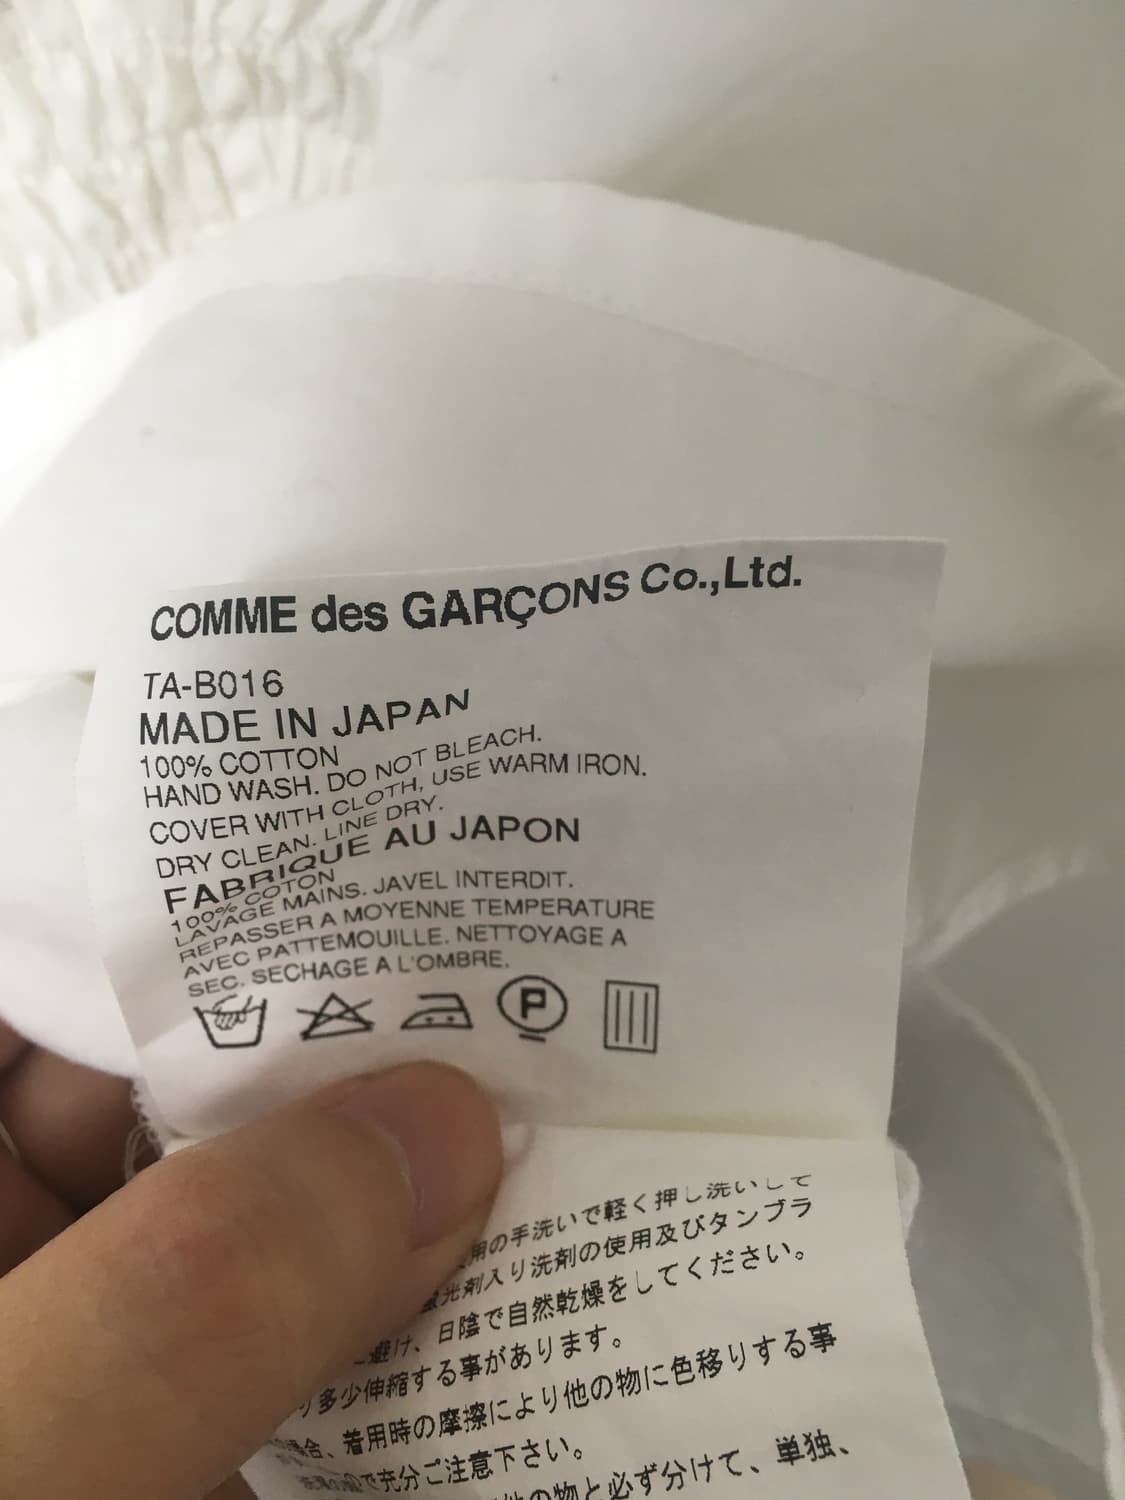 COMME des GARÇONS Co.,Ltd.
TA-B016
MADE IN JAPAN
100% COTTON
HAND WASH. DO NOT BLEACH.
COVER WITH CLOTH, USE WARM IRON.
DRY CLEAN. LINE DRY.
FABRIQUE AU JAPON
100% COTON
LAVAGE MAINS. JAVEL INTERDIT.
REPASSER A MOYENNE TEMPERATURE
AVEC PATTEMOUILLE. NETTOYAGE A
SEC. SECHAGE A L'OMBRE.
P
用の手洗いで軽く押し洗いして
光剤入り洗剤の使用及びタンブラ
避け、日陰で自然乾燥をしてください。
り多少伸縮する事があります。
場合、着用時の摩擦により他の物に色移りする事
ので充分ご注意下さい。
他の物と必ず分けて、単独、